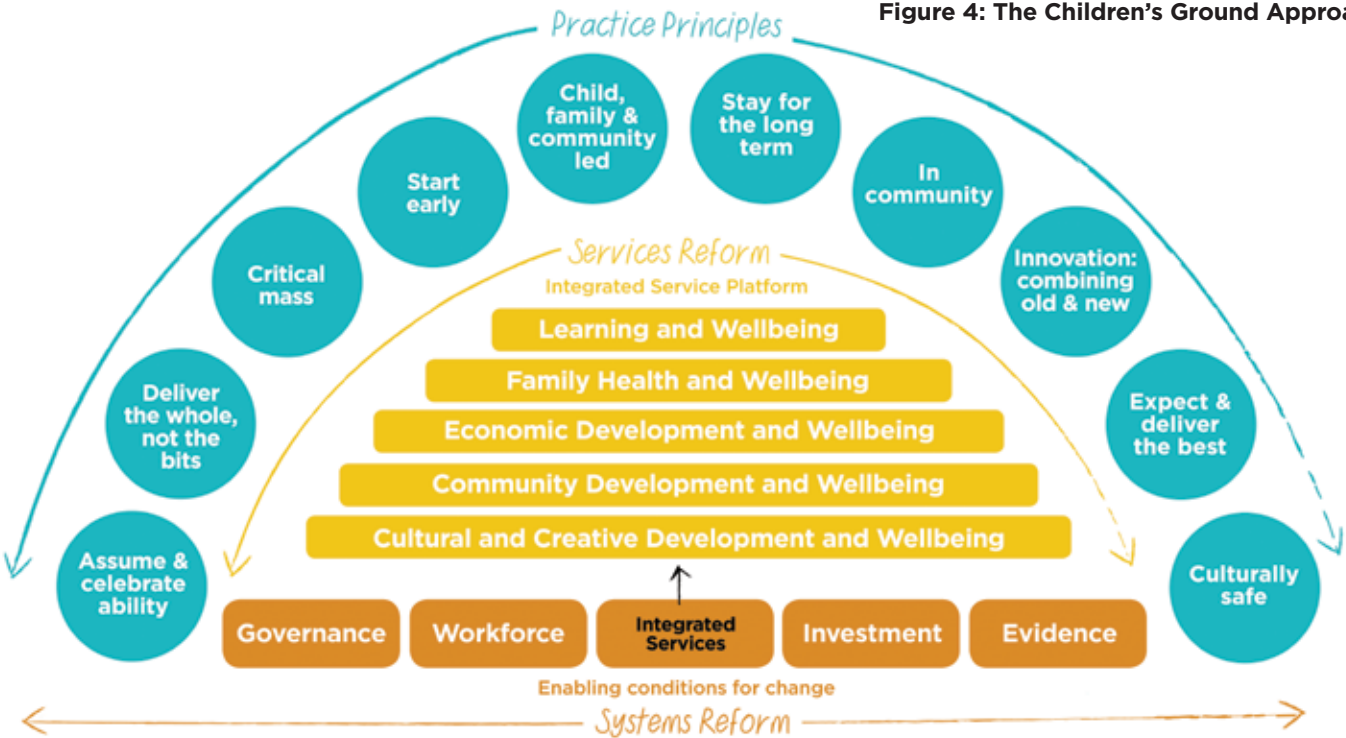 Figure 4: The Children's Ground Approa
Practice Principles
Child,
family &
community
led
Stay for
the long
term
Start
early
In
community
Critical
mass
Innovation:
combining
old & new
Deliver
the whole,
not the
bits
Expect &
deliver
the best
Assume &
celebrate
ability
Culturally
safe
Services Reform
Integrated Service Platform
Learning and Wellbeing
Family Health and Wellbeing
Economic Development and Wellbeing
Community Development and Wellbeing
Cultural and Creative Development and Wellbeing
Governance
Workforce
Integrated
Services
Investment
Evidence
Enabling conditions for change
Systems Reform